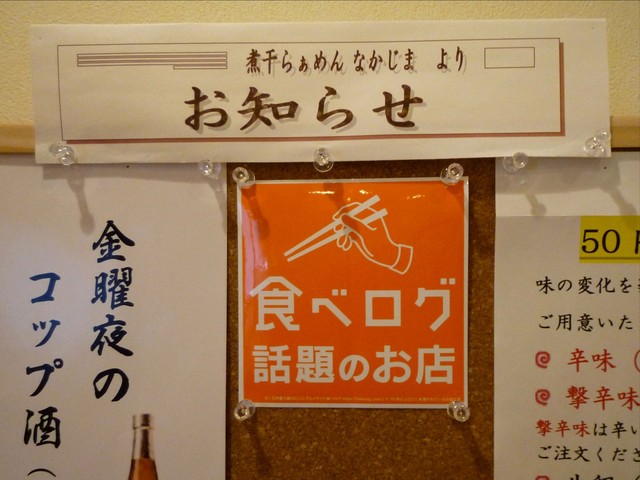 煮干らぁめん なかじま より
お知らせ
金曜夜の
コップ酒（
食べログ
話題のお店
50
味の変化を
ご用意いた
辛味（
撃辛味
撃辛味は辛い
ご注文くださ